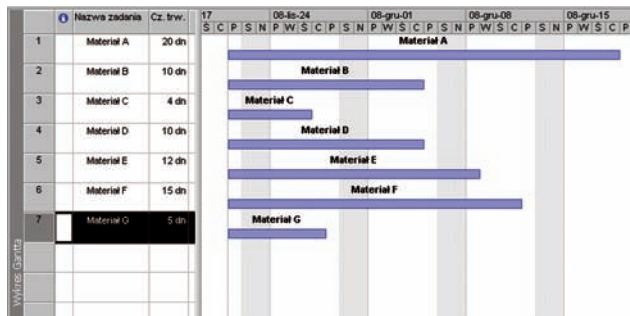 Nazwa zadania Cz. trw. 17 08-lis-24 08-gru-01 08-gru-08 08-gru-15
S C P S N P W S C P S N P W S C P S N P W S C P S N P W S C P
1 Materiał A 20 dn Materiał A
2 Materiał B 10 dn Materiał B
3 Materiał C 4 dn Materiał C
4 Materiał D 10 dn Materiał D
5 Materiał E 12 dn Materiał E
6 Materiał F 15 dn Materiał F
7 Materiał G 5 dn Materiał G
Wykres Gantta